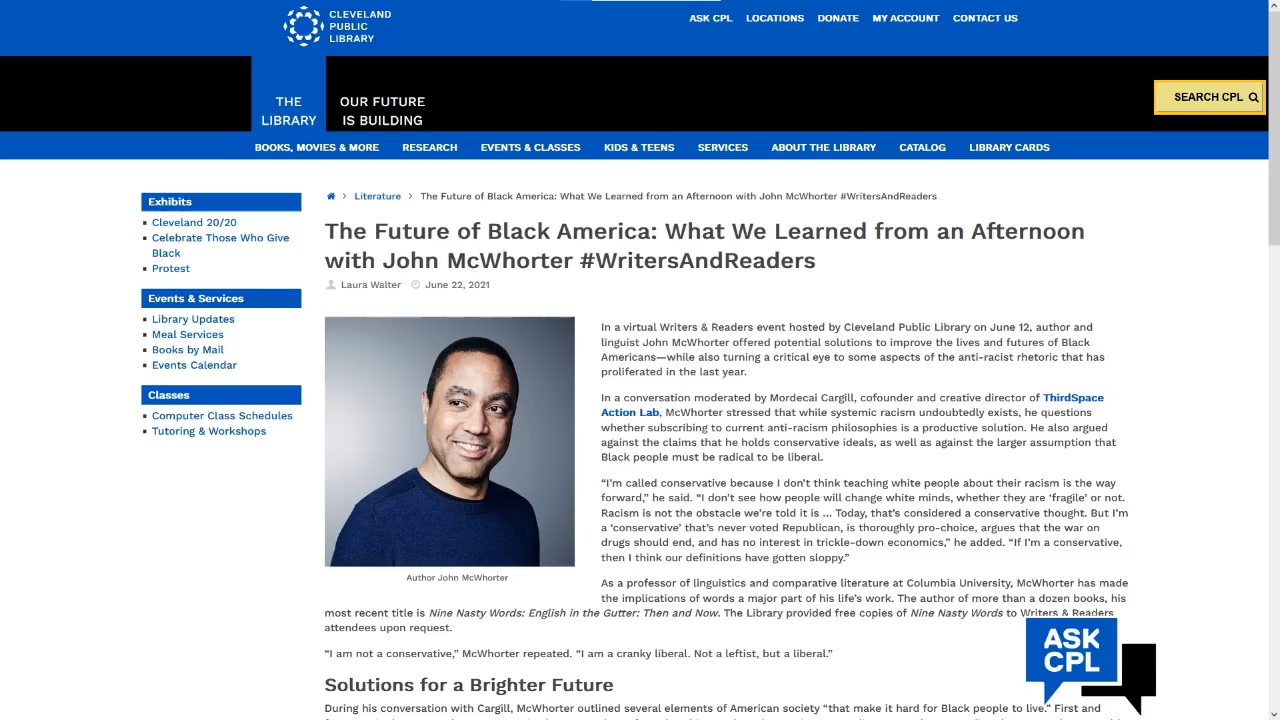 CLEVELAND
PUBLIC
LIBRARY
ASK CPL LOCATIONS DONATE MY ACCOUNT CONTACT US
THE
LIBRARY
OUR FUTURE
IS BUILDING
SEARCH CPL
BOOKS, MOVIES & MORE RESEARCH EVENTS & CLASSES KIDS & TEENS SERVICES ABOUT THE LIBRARY CATALOG LIBRARY CARDS
Exhibits
Cleveland 20/20
Celebrate Those Who Give
Black
Protest
Events & Services
Library Updates
Meal Services
Books by Mail
Events Calendar
Classes
Computer Class Schedules
Tutoring & Workshops
Literature The Future of Black America: What We Learned from an Afternoon with John McWhorter #WritersAndReaders
The Future of Black America: What We Learned from an Afternoon
with John McWhorter #WritersAndReaders
Laura Walter June 22, 2021
In a virtual Writers & Readers event hosted by Cleveland Public Library on June 12, author and
linguist John McWhorter offered potential solutions to improve the lives and futures of Black
Americans—while also turning a critical eye to some aspects of the anti-racist rhetoric that has
proliferated in the last year.
In a conversation moderated by Mordecai Cargill, cofounder and creative director of ThirdSpace
Action Lab, McWhorter stressed that while systemic racism undoubtedly exists, he questions
whether subscribing to current anti-racism philosophies is a productive solution. He also argued
against the claims that he holds conservative ideals, as well as against the larger assumption that
Black people must be radical to be liberal.
“I’m called conservative because I don’t think teaching white people about their racism is the way
forward,” he said. “I don’t see how people will change white minds, whether they are ‘fragile’ or not.
Racism is not the obstacle we’re told it is … Today, that’s considered a conservative thought. But I’m
a ‘conservative’ that’s never voted Republican, is thoroughly pro-choice, argues that the war on
drugs should end, and has no interest in trickle-down economics,” he added. “If I’m a conservative,
then I think our definitions have gotten sloppy.”
Author John McWhorter
As a professor of linguistics and comparative literature at Columbia University, McWhorter has made
the implications of words a major part of his life’s work. The author of more than a dozen books, his
most recent title is Nine Nasty Words: English in the Gutter: Then and Now. The Library provided free copies of Nine Nasty Words to Writers & Readers
attendees upon request.
“I am not a conservative,” McWhorter repeated. “I am a cranky liberal. Not a leftist, but a liberal.”
ASK
CPL
Solutions for a Brighter Future
During his conversation with Cargill, McWhorter outlined several elements of American society “that make it hard for Black people to live.” First and